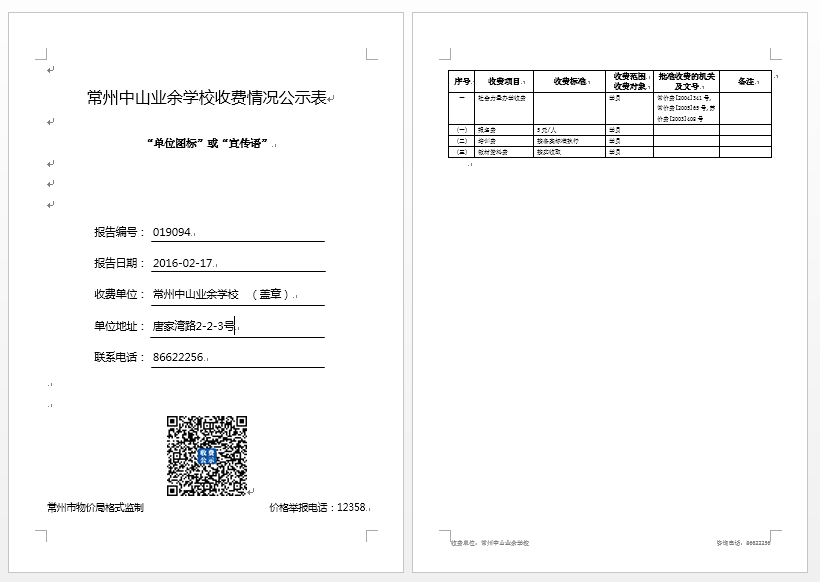 常州中山业余学校收费情况公示表
“单位图标”或“宣传语”
报告编号： 019094
报告日期： 2016-02-17
收费单位： 常州中山业余学校 （盖章）
单位地址： 唐家湾路2-2-3号
联系电话： 86622256
收费
公示
常州市物价局格式监制 价格举报电话：12358
序号 收费项目 收费标准 收费范围 批准收费的机关 备注
收费对象 及文号
一 社会力量办学收费 学员 常价费[2004]341号,
常价费[2005]65号,苏
价费[2003]408号
（一） 报名费 5元/人 学员
（二） 培训费 按备案标准执行 学员
（三） 教材资料费 按实收取 学员
收费单位：常州中山业余学校 咨询电话：86622256